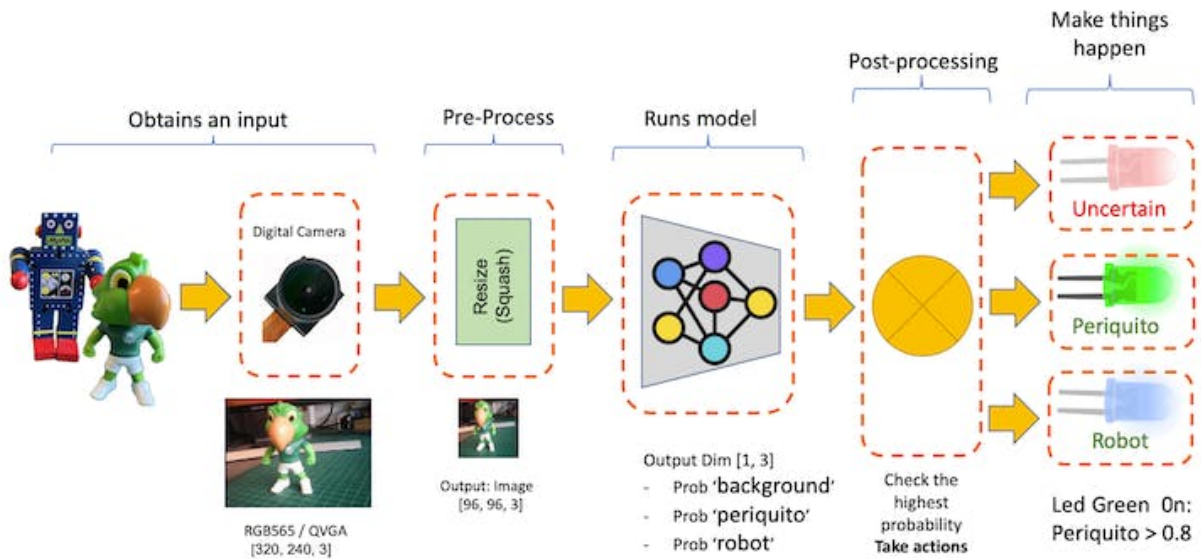 Make things
happen
Post-processing
Obtains an input
Pre-Process
Runs model
Digital Camera
Resize
(Squash)
Uncertain
Periquito
Robot
RGB565 / QVGA
[320, 240, 3]
Output: Image
[96, 96, 3]
Output Dim [1, 3]
- Prob ‘background’
- Prob ‘periquito’
- Prob ‘robot’
Check the
highest
probability
Take actions
Led Green 0n:
Periquito > 0.8